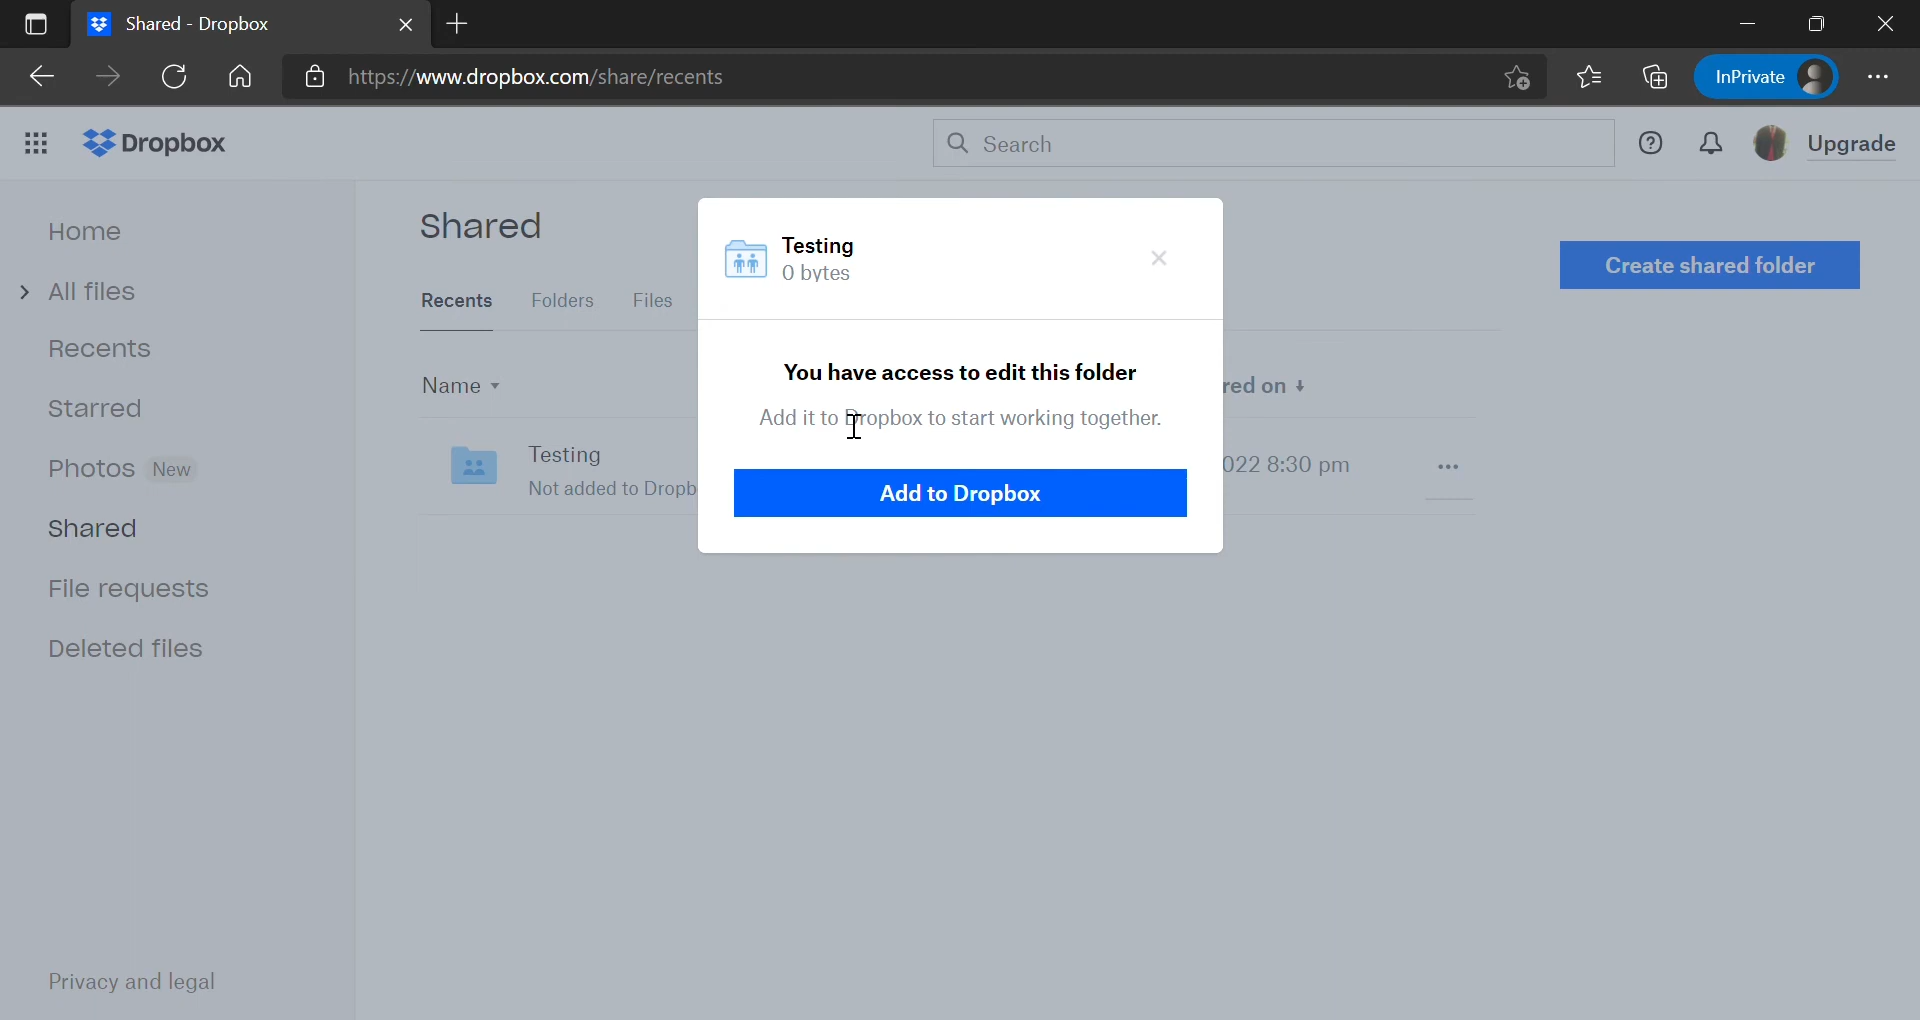 Shared - Dropbox
https://www.dropbox.com/share/recents
InPrivate
Dropbox
Search
Upgrade
Home
All files
Recents
Starred
Photos New
Shared
File requests
Deleted files
Privacy and legal
Shared
Create shared folder
Recents Folders Files
Name
red on
Testing
022 8:30 pm
Not added to Dropb
Testing
0 bytes
You have access to edit this folder
Add it to Dropbox to start working together.
Add to Dropbox